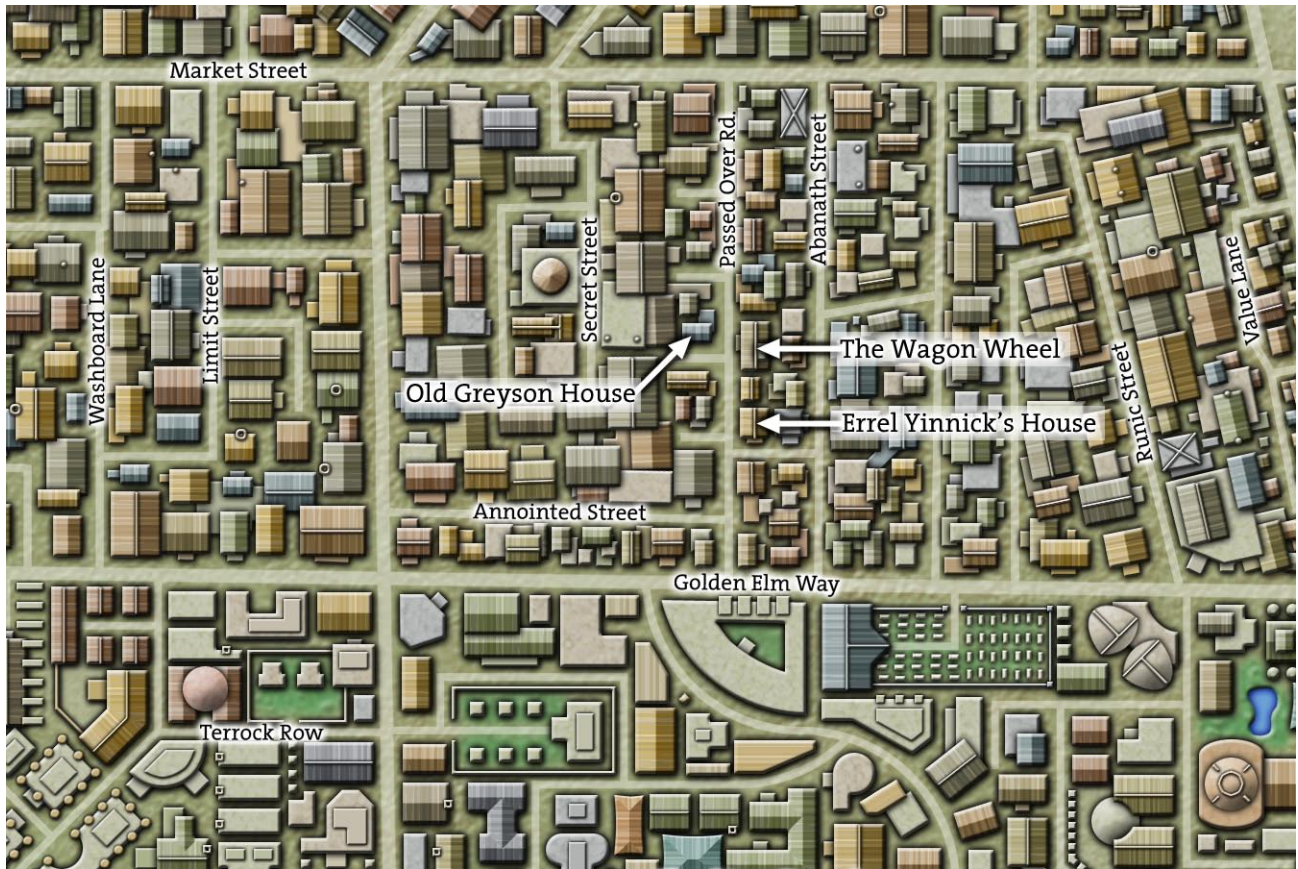 Market Street
Passed Over Rd.
Abanath Street
Secret Street
Washboard Lane
Limit Street
Value Lane
Runic Street
The Wagon Wheel
Old Greyson House
Errel Yinnick's House
Annointed Street
Golden Elm Way
Terrock Row